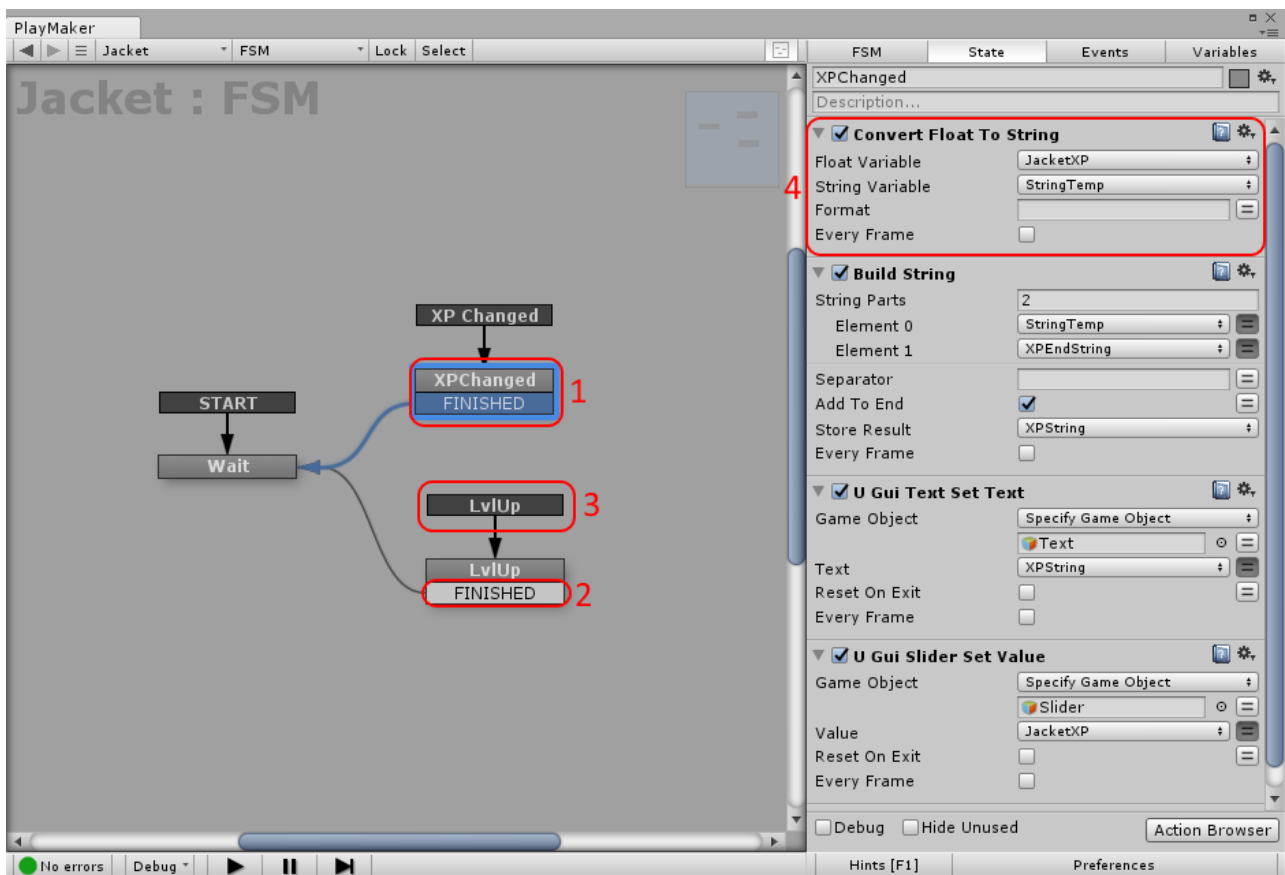 PlayMaker
Jacket FSM Lock Select
FSM State Events Variables
Jacket : FSM
XPChanged
Description...
Convert Float To String
Float Variable JacketXP
String Variable StringTemp
Format
Every Frame
4
Build String
String Parts 2
Element 0 StringTemp
Element 1 XPEndString
Separator
Add To End
Store Result XPString
Every Frame
U Gui Text Set Text
Game Object Specify Game Object
Text
Text XPString
Reset On Exit
Every Frame
U Gui Slider Set Value
Game Object Specify Game Object
Slider
Value JacketXP
Reset On Exit
Every Frame
Debug Hide Unused Action Browser
XP Changed
XPChanged
FINISHED 1
START
Wait
LvlUp 3
LvlUp
FINISHED 2
No errors Debug
Hints [F1] Preferences